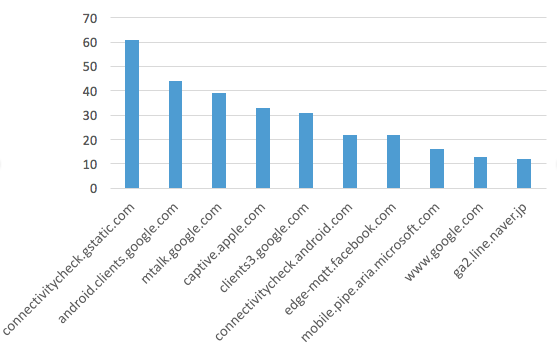 70
60
50
40
30
20
10
0
connectivitycheck.gstatic.com
android.clients.google.com
mtalk.google.com
captive.apple.com
clients3.google.com
connectivitycheck.android.com
edge-mqtt.facebook.com
mobile.pipe.aria.microsoft.com
www.google.com
ga2.line.naver.jp